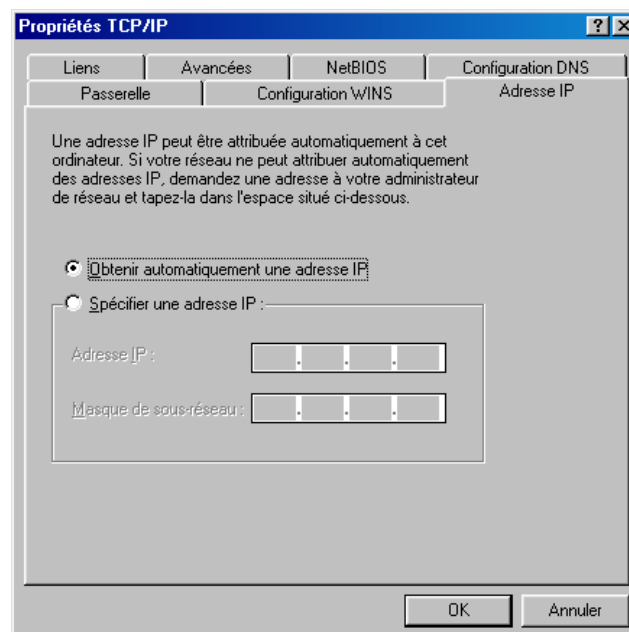 Propriétés TCP/IP
Liens Avancées NetBIOS Configuration DNS
Passerelle Configuration WINS Adresse IP
Une adresse IP peut être attribuée automatiquement à cet
ordinateur. Si votre réseau ne peut attribuer automatiquement
des adresses IP, demandez une adresse à votre administrateur
de réseau et tapez-la dans l'espace situé ci-dessous.
Obtenir automatiquement une adresse IP
Spécifier une adresse IP :
Adresse IP :
Masque de sous-réseau :
OK Annuler